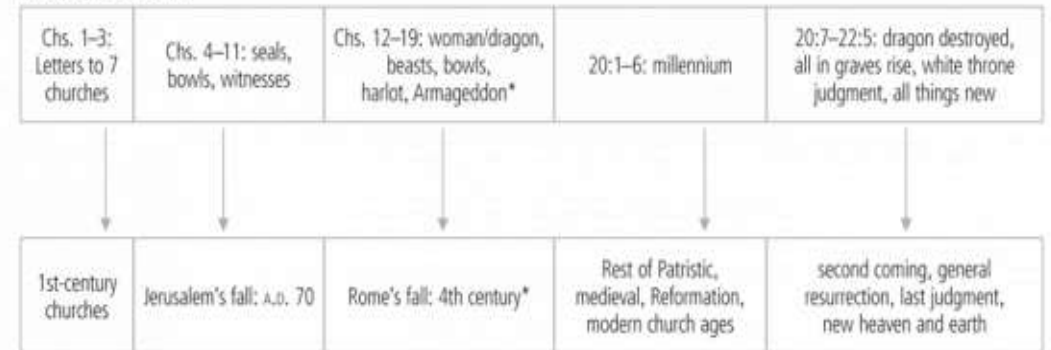 Chs. 1–3:
Letters to 7
churches
Chs. 4–11: seals,
bowls, witnesses
Chs. 12–19: woman/dragon,
beasts, bowls,
harlot, Armageddon*
20:1–6: millennium
20:7–22:5: dragon destroyed,
all in graves rise, white throne
judgment, all things new
1st-century
churches
Jerusalem's fall: A.D. 70
Rome's fall: 4th century*
Rest of Patristic,
medieval, Reformation,
modern church ages
second coming, general
resurrection, last judgment,
new heaven and earth